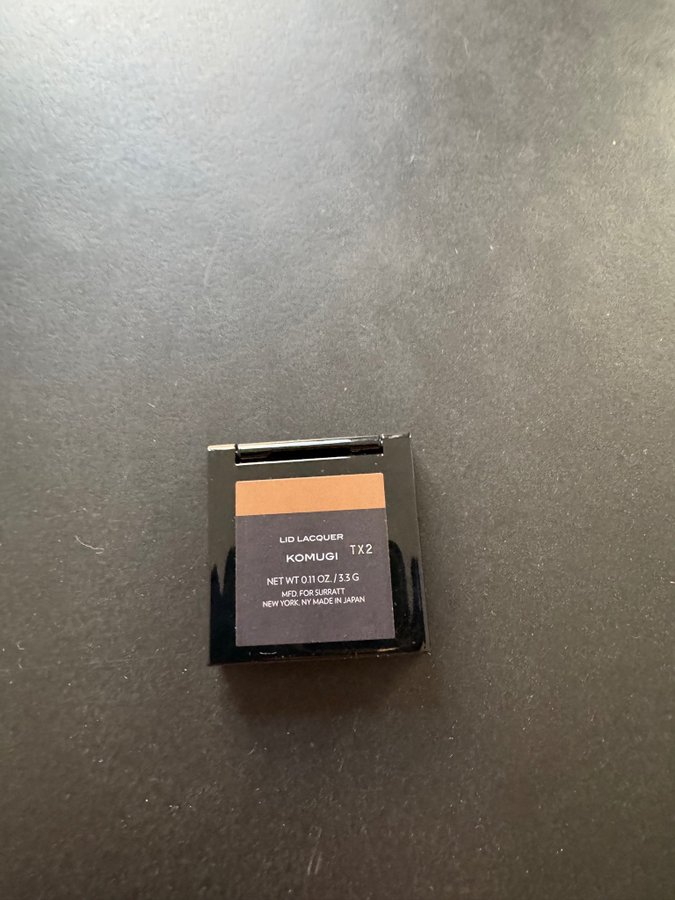 LID LACQUER
KOMUGI TX2
NET WT 0.11 OZ. / 3.3 G
MFD. FOR SURRATT
NEW YORK, NY MADE IN JAPAN